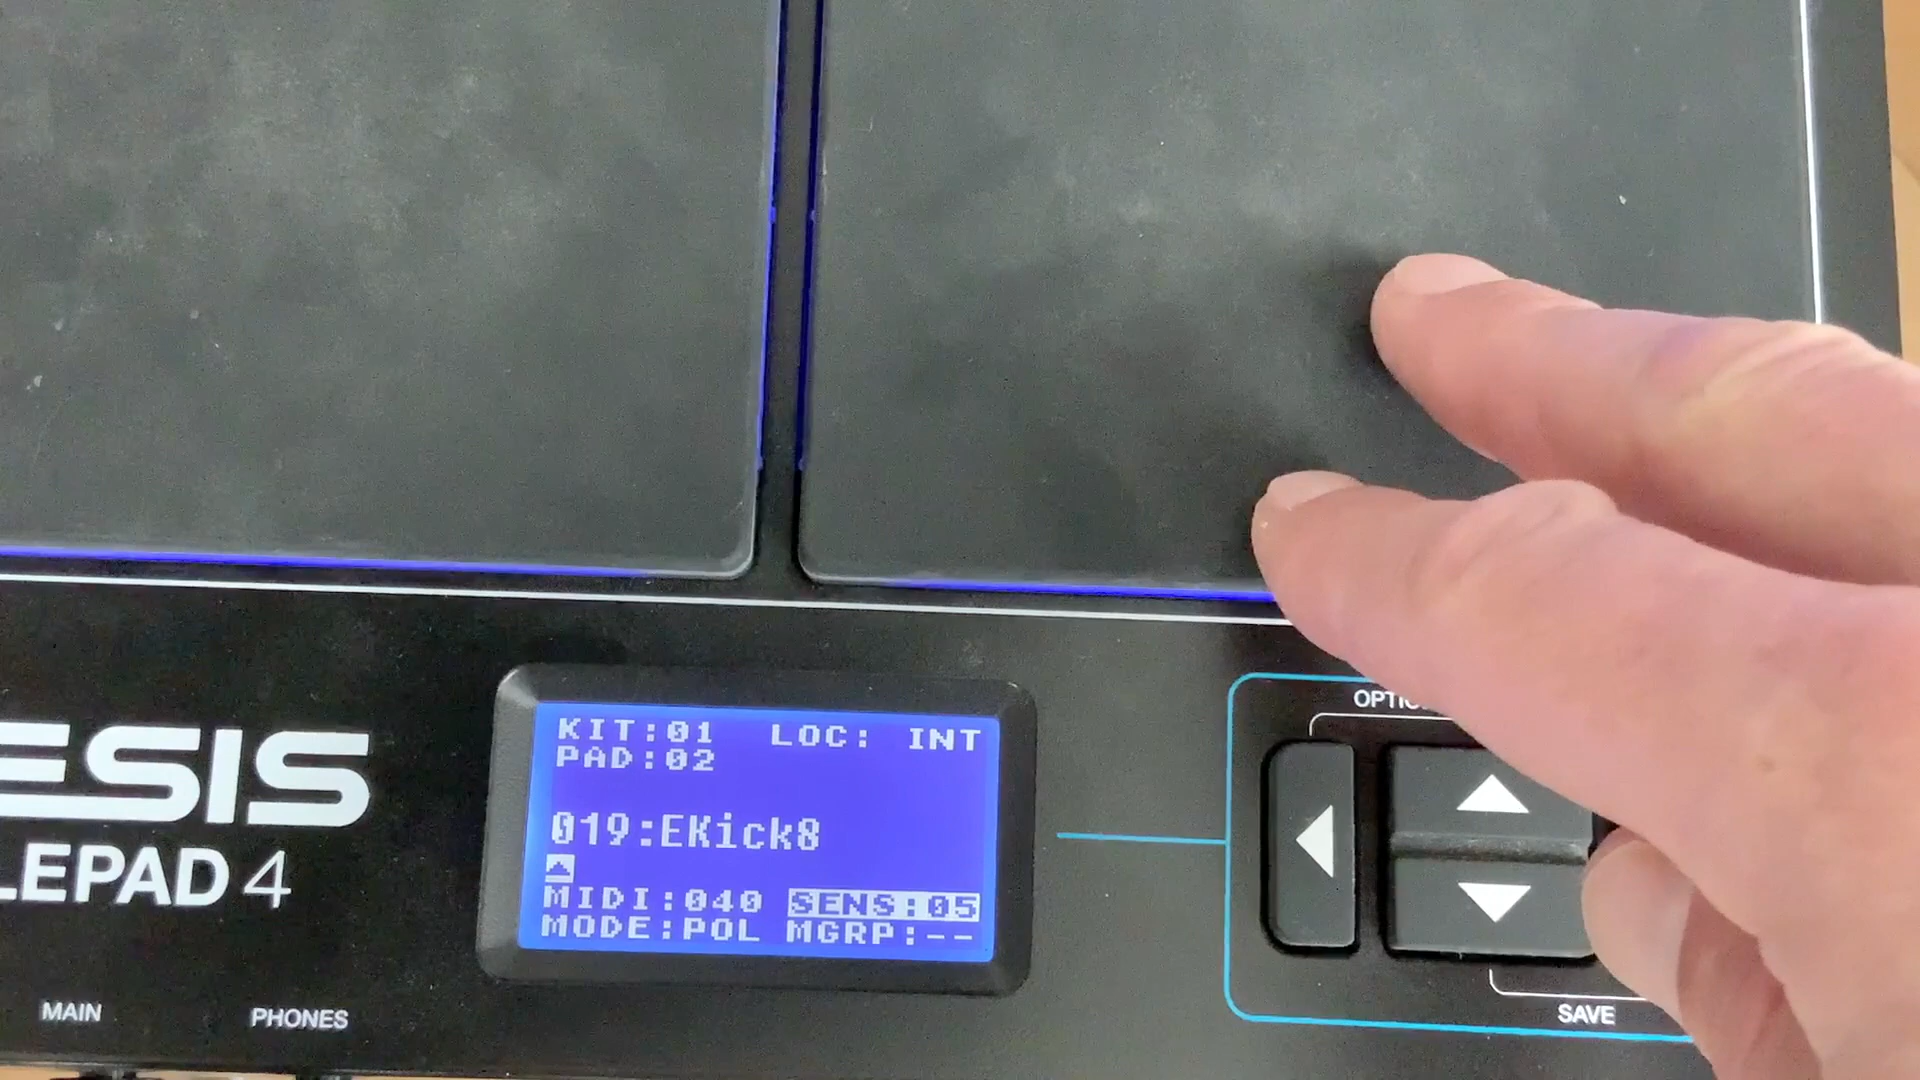 KIT:01 LOC: INT
PAD:02
019:EKick8
MIDI:040 SENS:05
MODE:POL MGRP:--
ESIS
LEPAD 4
MAIN
PHONES
OPTIO
SAVE